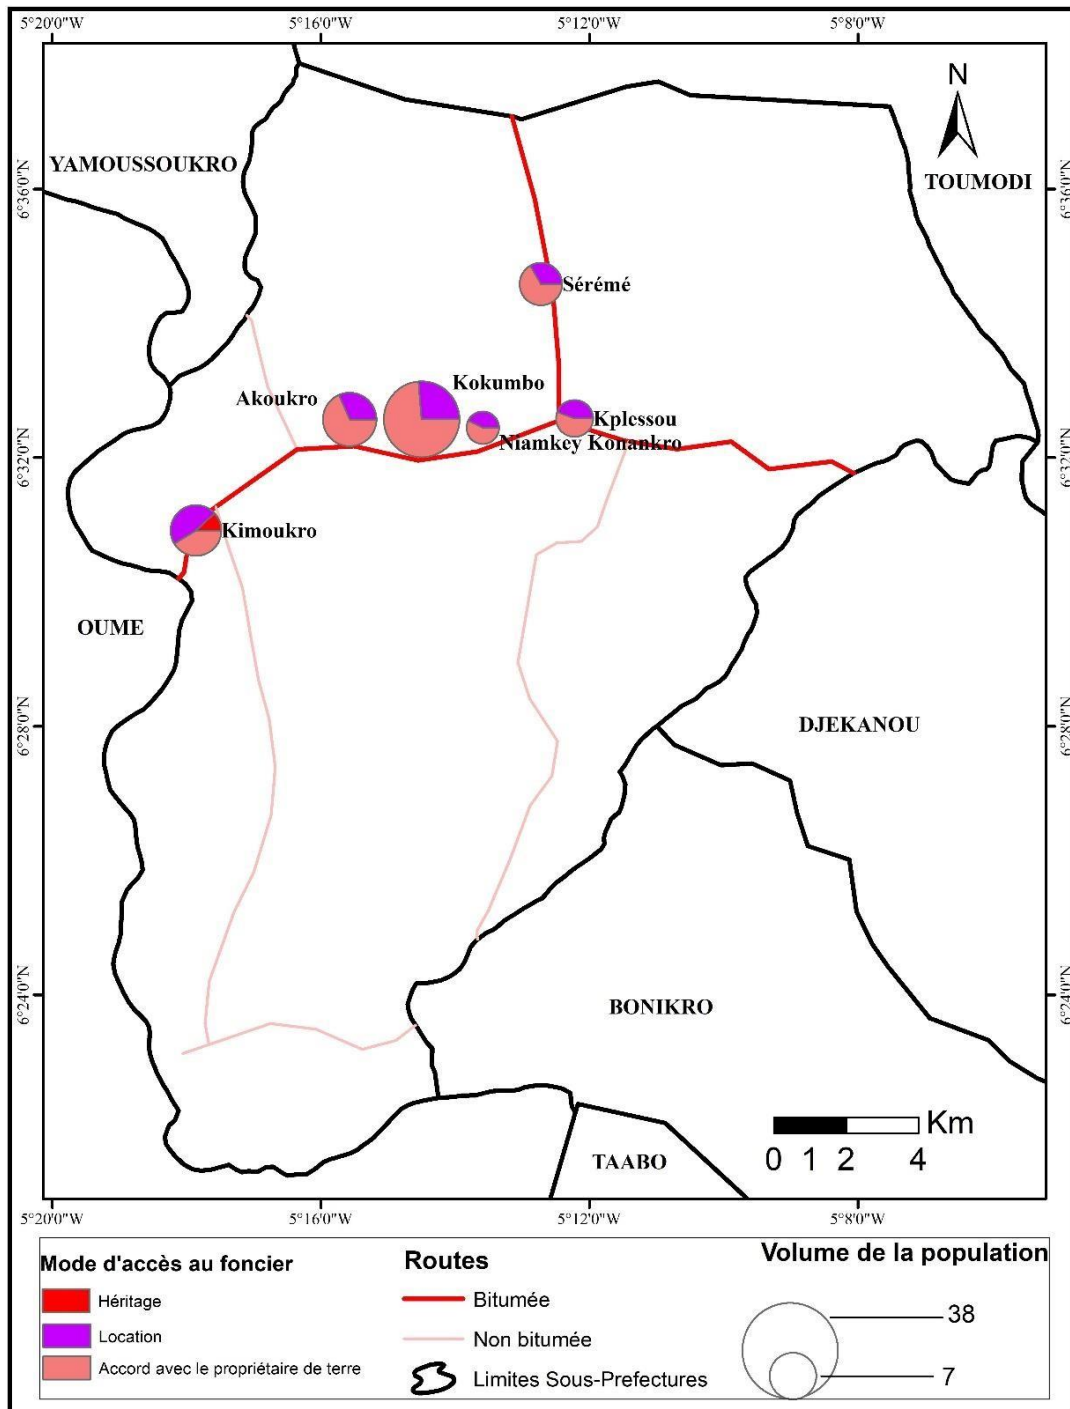 5°20'0"W 5°16'0"W 5°12'0"W 5°8'0"W
N
YAMOUSSOUKRO
TOUMODI
6°36'0"N 6°36'0"N
Sérémé
Kokumbo
Akoukro
Kplessou
Niamkey Konankro
6°32'0"N 6°32'0"N
Kimoukro
OUME
DJEKANOU
6°28'0"N 6°28'0"N
BONIKRO
6°24'0"N 6°24'0"N
Km
0 1 2 4
TAABO
5°20'0"W 5°16'0"W 5°12'0"W 5°8'0"W
Mode d'accès au foncier
Héritage
Location
Accord avec le propriétaire de terre
Routes
Bitumée
Non bitumée
Limites Sous-Prefectures
Volume de la population
38
7